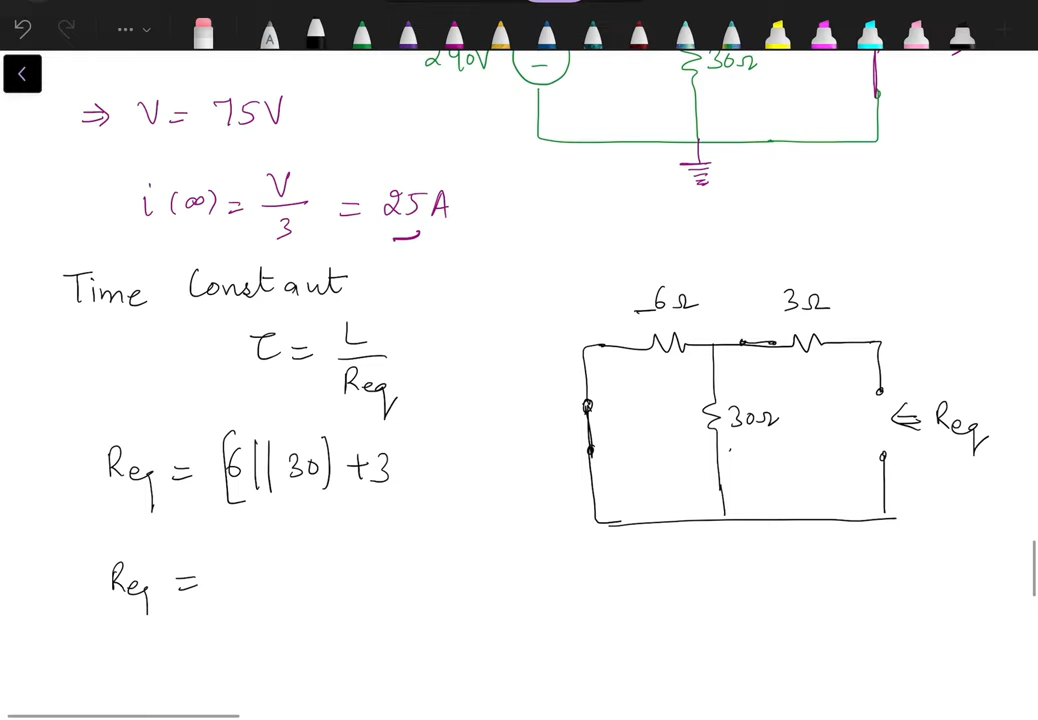 A
240V
30Ω
⇒ V = 75V
i (∞) = V/3 = 25A
Time Constant
τ = L/Req
6Ω 3Ω
30Ω
⇐ Req
Req = [6 || 30) + 3
Req =